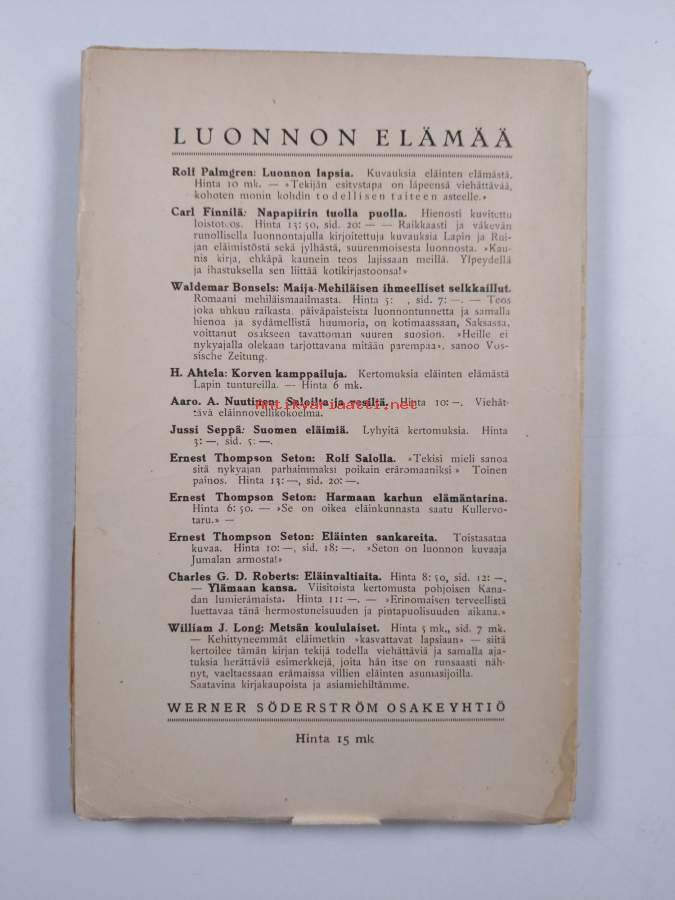 LUONNON ELÄMÄÄ
Rolf Palmgren: Luonnon lapsia. Kuvauksia eläinten elämästä.
Hinta 10 mk. — »Tekijän esitystapa on läpeensä viehättävää,
kohoten monin kohdin todellisen taiteen asteelle.»
Carl Finnilä: Napapiirin tuolla puolla. Hienosti kuvitettu
loistoteos. Hinta 13: 50, sid. 20: — — Raikkaasti ja väkevän
runollisella luonnontajulla kirjoitettuja kuvauksia Lapin ja Rui-
jan eläimistöstä sekä jylhästä, suurenmoisesta luonnosta. »Kau-
nis kirja, ehkäpä kaunein teos lajissaan meillä. Ylpeydellä
ja ihastuksella sen liittää kotikirjastoonsa!»
Waldemar Bonsels: Maija-Mehiläisen ihmeelliset seikkaillut.
Romaani mehiläismaailmasta. Hinta 5: , sid. 7: —. — Teos
joka uhkuu raikasta, päiväpaisteista luonnontunnetta ja samalla
hienoa ja sydämellistä huumoria, on kotimaassaan, Saksassa,
voittanut osakseen tavattoman suuren suosion. »Heille ei
nykyajalla olekaan tarjottavana mitään parempaa», sanoo Vos-
sische Zeitung.
H. Ahtela: Korven kamppailuja. Kertomuksia eläinten elämästä
Lapin tuntureilla. — Hinta 6 mk.
Aaro. A. Nuutinen: Saloilta ja vesiltä. Hinta 10: —. Viehät-
tävä eläinnovellikokoelma.
Antikvariaatti.net
Jussi Seppä: Suomen eläimiä. Lyhyitä kertomuksia. Hinta
3: —, sid. 5: —.
Ernest Thompson Seton: Rolf Salolla. »Tekisi mieli sanoa
sitä nykyajan parhaimmaksi poikain eräromaaniksi» Toinen
painos. Hinta 13: —, sid. 20: —.
Ernest Thompson Seton: Harmaan karhun elämäntarina.
Hinta 6: 50. — »Se on oikea eläinkunnasta saatu Kullervo-
taru.» —
Ernest Thompson Seton: Eläinten sankareita. Toistasataa
kuvaa. Hinta 10: —, sid. 18: —. »Seton on luonnon kuvaaja
Jumalan armosta!»
Charles G. D. Roberts: Eläinvaltiaita. Hinta 8: 50, sid. 12: —.
— Ylämaan kansa. Viisitoista kertomusta pohjoisen Kana-
dan lumierämaista. Hinta 11: —. — »Erinomaisen terveellistä
luettavaa tänä hermostuneisuuden ja pintapuolisuuden aikana.»
William J. Long: Metsän koululaiset. Hinta 5 mk., sid. 7 mk.
— Kehittyneemmät eläimetkin »kasvattavat lapsiaan» — siitä
kertoilee tämän kirjan tekijä todella viehättäviä ja samalla aja-
tuksia herättäviä esimerkkejä, joita hän itse on runsaasti näh-
nyt, vaeltaessaan erämaissa villien eläinten asumasijoilla.
Saatavina kirjakaupoista ja asiamiehiltämme.
WERNER SÖDERSTRÖM OSAKEYHTIÖ
Hinta 15 mk